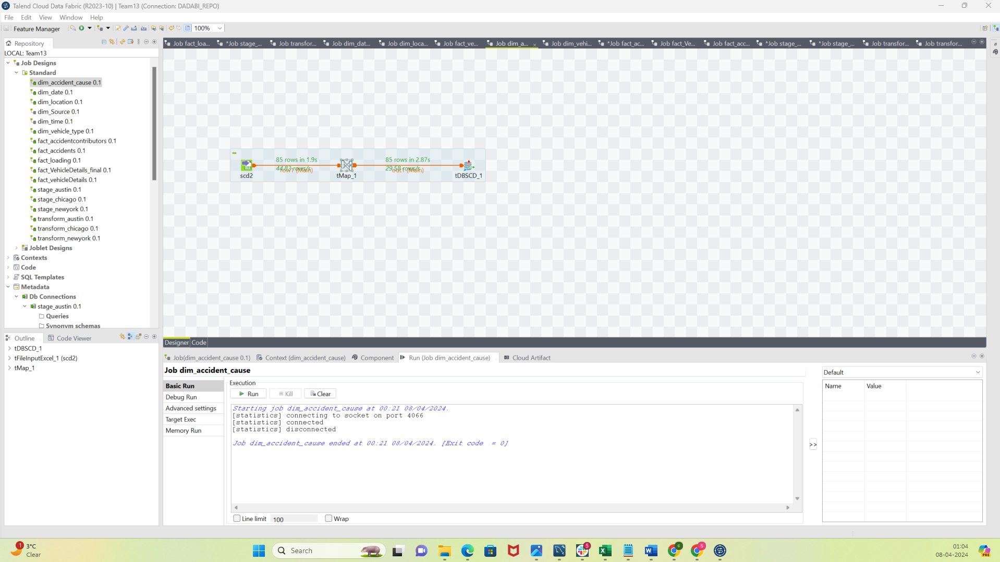 Talend Cloud Data Fabric (R2023-10) | Team13 (Connection: DADABI_REPO)
File Edit View Window Help
Feature Manager 100%
Repository
LOCAL: Team13
Job Designs
Standard
dim_accident_cause 0.1
dim_date 0.1
dim_location 0.1
dim_Source 0.1
dim_time 0.1
dim_vehicle_type 0.1
fact_accidentcontributors 0.1
fact_accidents 0.1
fact_loading 0.1
fact_VehicleDetails_final 0.1
fact_vehicleDetails 0.1
stage_austin 0.1
stage_chicago 0.1
stage_newyork 0.1
transform_austin 0.1
transform_chicago 0.1
transform_newyork 0.1
Joblet Designs
Contexts
Code
SQL Templates
Metadata
Db Connections
stage_austin 0.1
Queries
Synonym schemas
Outline Code Viewer
tDBSCD_1
tFileInputExcel_1 (scd2)
tMap_1
Job fact_loa... *Job stage_... Job transfor... Job dim_dat... Job dim_loca... Job fact_ve... Job dim_a... Job dim_vehi... *Job fact_ac... Job fact_Ve... Job fact_acc... *Job stage_... *Job stage_... Job transfor... Job transfor...
85 rows in 1.9s 85 rows in 2.87s
44.83 rows/s 29.58 rows/s
row1 (Main) out1 (Main)
scd2 tMap_1 tDBSCD_1
Designer Code
Job(dim_accident_cause 0.1) Context (dim_accident_cause) Component Run (Job dim_accident_cause) Cloud Artifact
Job dim_accident_cause
Basic Run
Debug Run
Advanced settings
Target Exec
Memory Run
Execution
Run Kill Clear
Starting job dim_accident_cause at 00:21 08/04/2024.
[statistics] connecting to socket on port 4066
[statistics] connected
[statistics] disconnected
Job dim_accident_cause ended at 00:21 08/04/2024. [Exit code = 0]
Line limit 100 Wrap
>>
Default
Name Value
1
3°C
Clear
Search
5
C
S
01:04
08-04-2024
PRE